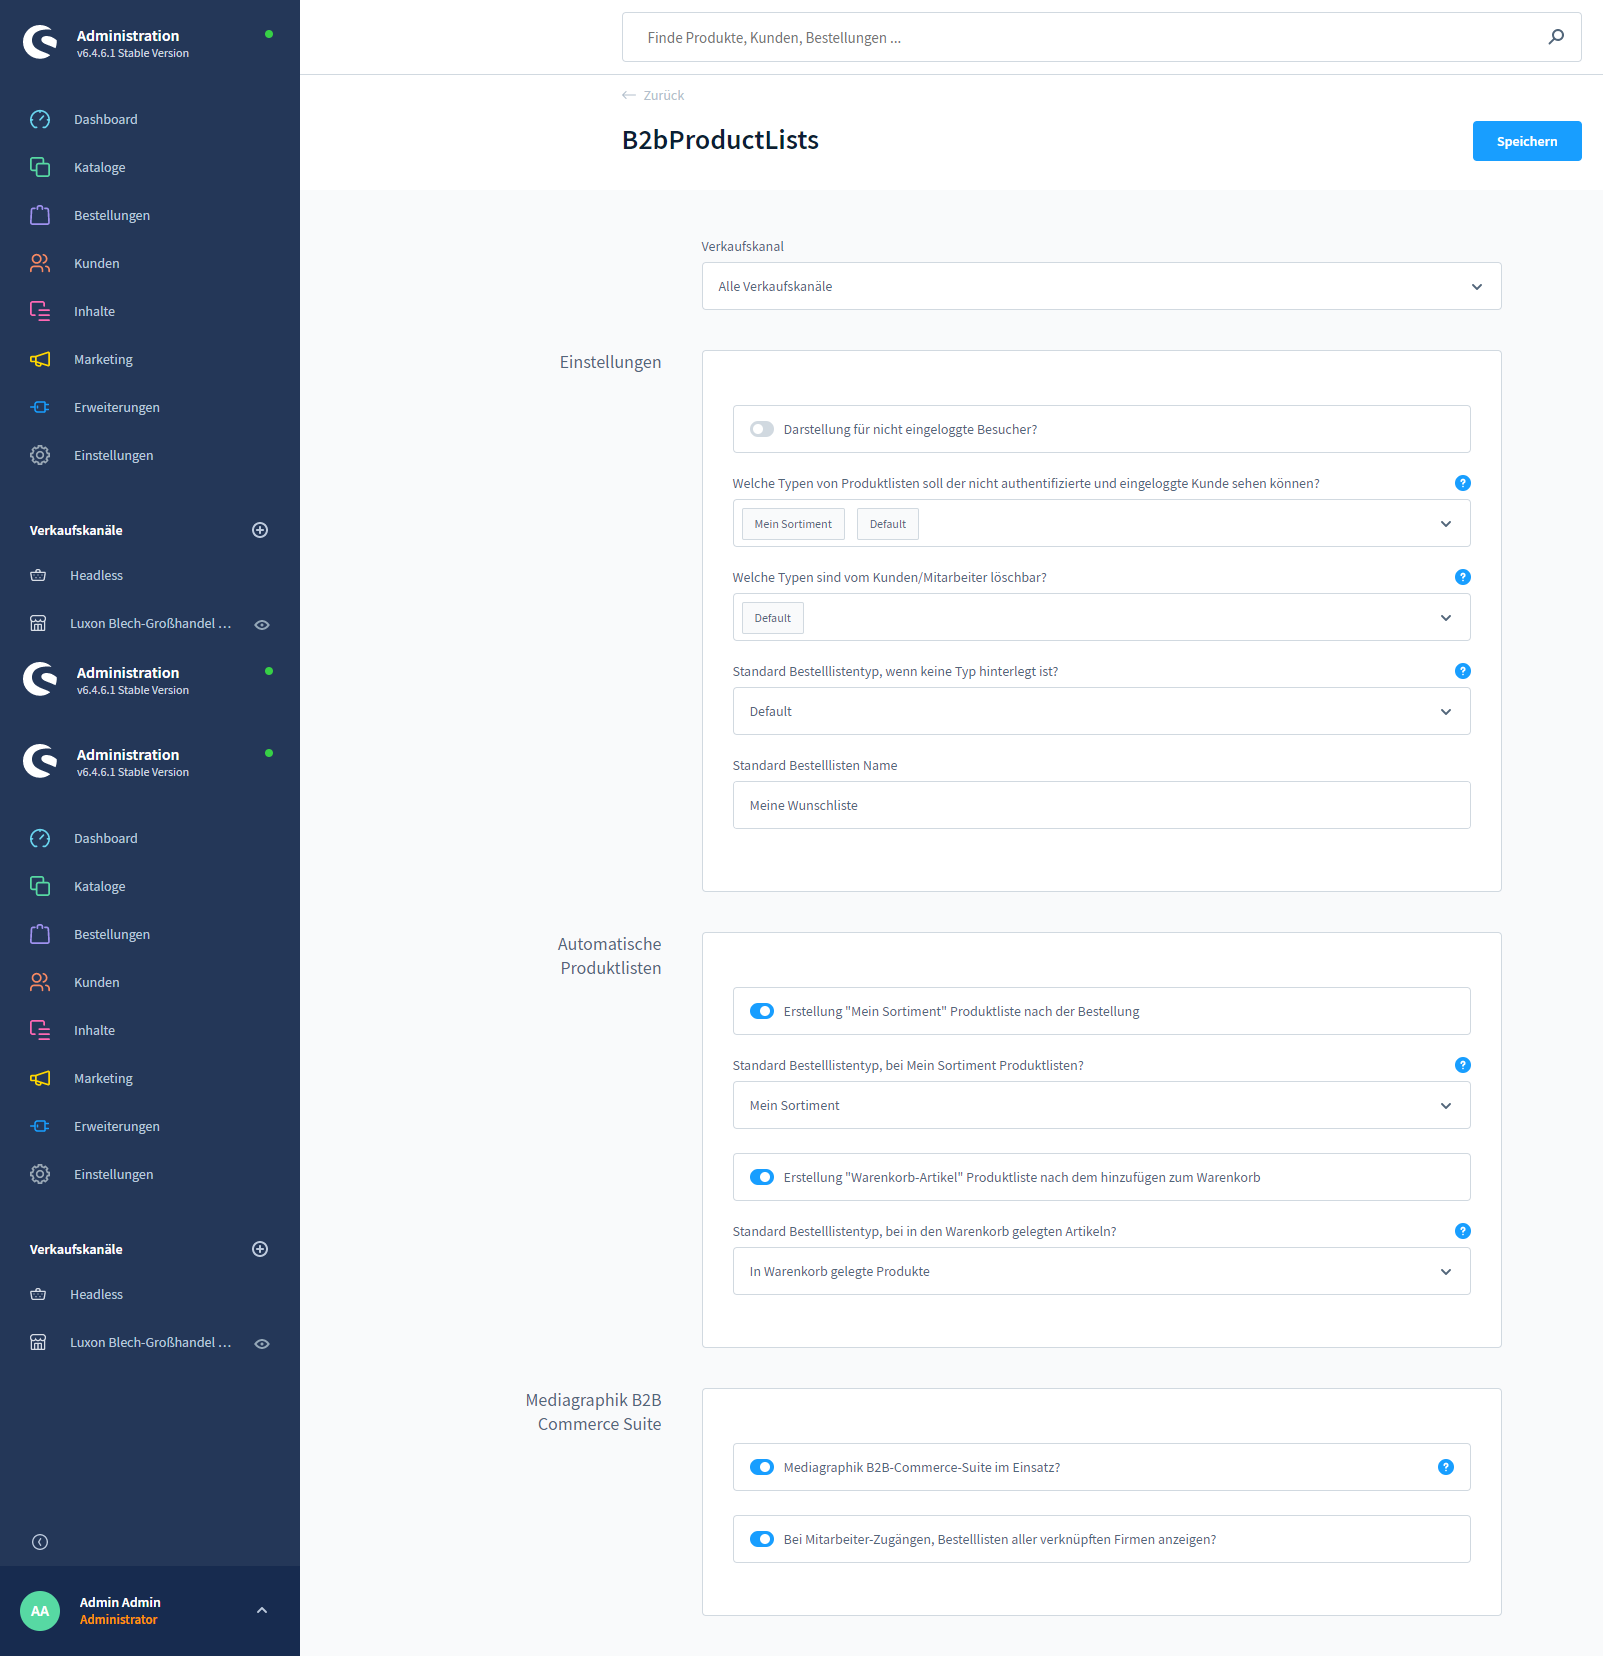 Administration
v6.4.6.1 Stable Version
Dashboard
Kataloge
Bestellungen
Kunden
Inhalte
Marketing
Erweiterungen
Einstellungen
Verkaufskanäle
Headless
Luxon Blech-Großhandel ...
Administration
v6.4.6.1 Stable Version
Administration
v6.4.6.1 Stable Version
Dashboard
Kataloge
Bestellungen
Kunden
Inhalte
Marketing
Erweiterungen
Einstellungen
Verkaufskanäle
Headless
Luxon Blech-Großhandel ...
AA
Admin Admin
Administrator
Finde Produkte, Kunden, Bestellungen ...
Zurück
B2bProductLists
Speichern
Verkaufskanal
Alle Verkaufskanäle
Einstellungen
Darstellung für nicht eingeloggte Besucher?
Welche Typen von Produktlisten soll der nicht authentifizierte und eingeloggte Kunde sehen können?
?
Mein Sortiment
Default
Welche Typen sind vom Kunden/Mitarbeiter löschbar?
?
Default
Standard Bestelllistentyp, wenn keine Typ hinterlegt ist?
?
Default
Standard Bestelllisten Name
Meine Wunschliste
Automatische
Produktlisten
Erstellung "Mein Sortiment" Produktliste nach der Bestellung
Standard Bestelllistentyp, bei Mein Sortiment Produktlisten?
?
Mein Sortiment
Erstellung "Warenkorb-Artikel" Produktliste nach dem hinzufügen zum Warenkorb
Standard Bestelllistentyp, bei in den Warenkorb gelegten Artikeln?
?
In Warenkorb gelegte Produkte
Mediagraphik B2B
Commerce Suite
Mediagraphik B2B-Commerce-Suite im Einsatz?
?
Bei Mitarbeiter-Zugängen, Bestelllisten aller verknüpften Firmen anzeigen?